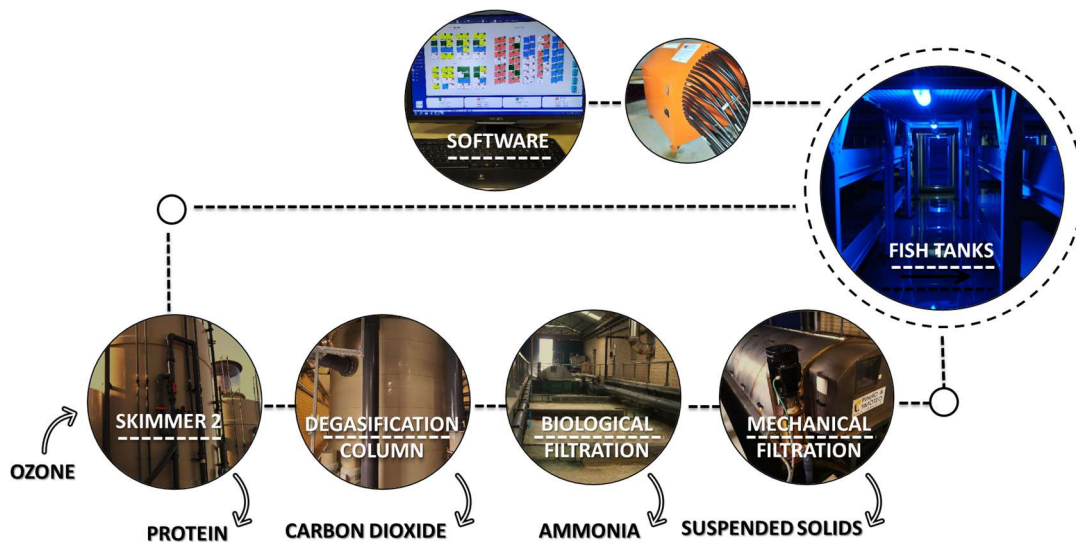 SOFTWARE
FISH TANKS
SKIMMER 2
DEGASIFICATION
COLUMN
BIOLOGICAL
FILTRATION
MECHANICAL
FILTRATION
OZONE
PROTEIN
CARBON DIOXIDE
AMMONIA
SUSPENDED SOLIDS